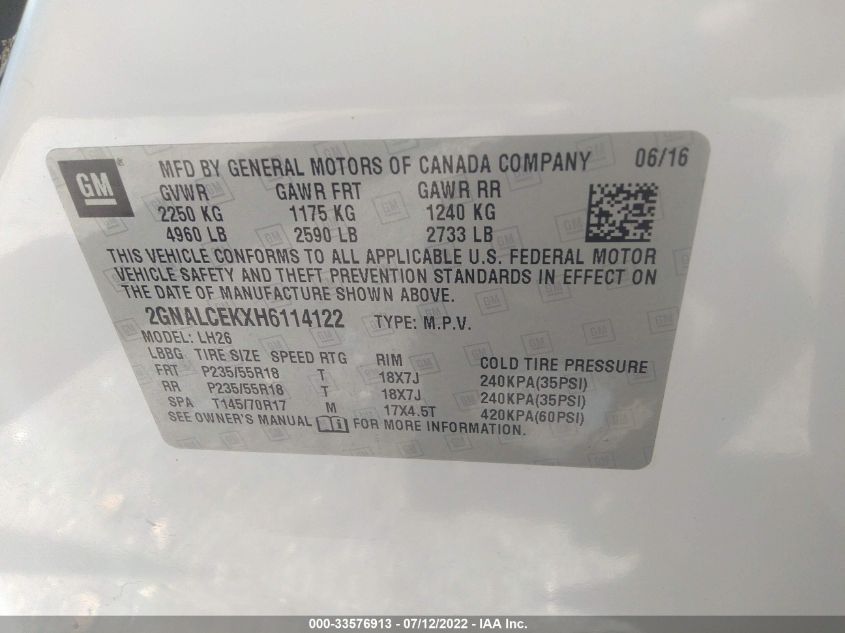 GM ®
MFD BY GENERAL MOTORS OF CANADA COMPANY 06/16
GVWR GAWR FRT GAWR RR
2250 KG 1175 KG 1240 KG
4960 LB 2590 LB 2733 LB
THIS VEHICLE CONFORMS TO ALL APPLICABLE U.S. FEDERAL MOTOR
VEHICLE SAFETY AND THEFT PREVENTION STANDARDS IN EFFECT ON
THE DATE OF MANUFACTURE SHOWN ABOVE.
2GNALCEKXH6114122 TYPE: M.P.V.
MODEL: LH26
LBBG TIRE SIZE SPEED RTG RIM COLD TIRE PRESSURE
FRT P235/55R18 T 18X7J 240KPA(35PSI)
RR P235/55R18 T 18X7J 240KPA(35PSI)
SPA T145/70R17 M 17X4.5T 420KPA(60PSI)
SEE OWNER'S MANUAL FOR MORE INFORMATION.
000-33576913 - 07/12/2022 - IAA Inc.